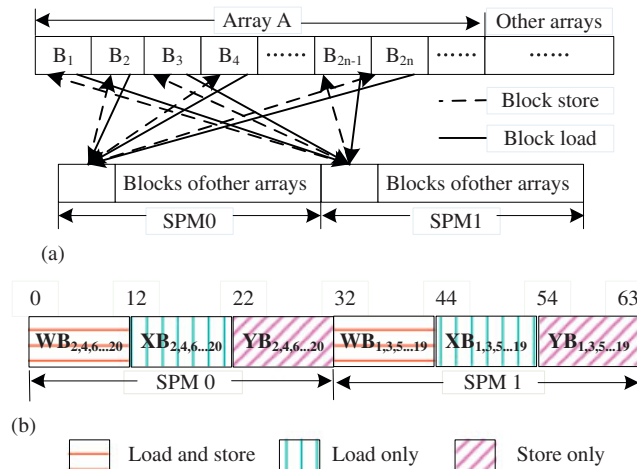 Array A Other arrays
B1 B2 B3 B4 ...... B2n-1 B2n ...... ......
Block store
Block load
Blocks ofother arrays Blocks ofother arrays
SPM0 SPM1
(a)
0 12 22 32 44 54 63
WB2,4,6...20 XB2,4,6...20 YB2,4,6...20 WB1,3,5...19 XB1,3,5...19 YB1,3,5...19
SPM 0 SPM 1
(b)
Load and store Load only Store only